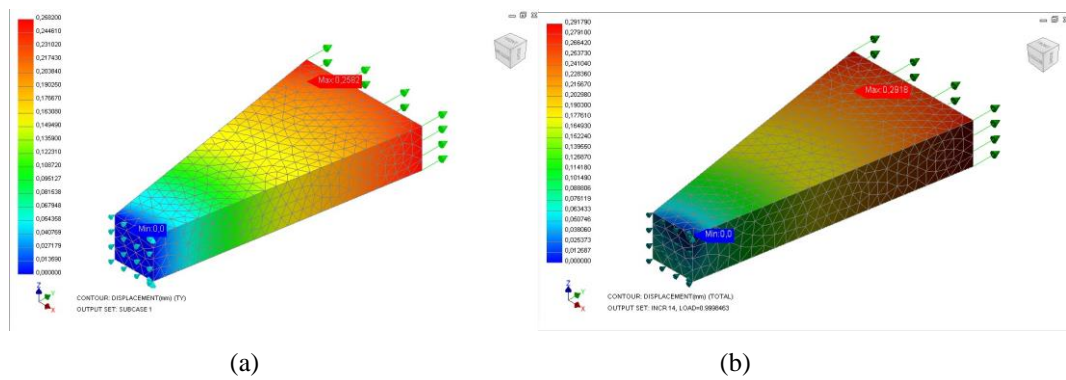 0,258200
0,244610
0,231020
0,217430
0,203840
0,190250
0,176670
0,163080
0,149490
0,135900
0,122310
0,108720
0,095127
0,081538
0,067948
0,054358
0,040769
0,027179
0,013590
0,000000
Max:0,2582
Min:0,0
Z
Y
X
CONTOUR: DISPLACEMENT(mm) (TY)
OUTPUT SET: SUBCASE 1
(a)
0,291790
0,279100
0,266420
0,253730
0,241040
0,228360
0,215670
0,202980
0,190300
0,177610
0,164930
0,152240
0,139550
0,126870
0,114180
0,101490
0,088806
0,076119
0,063433
0,050746
0,038060
0,025373
0,012687
0,000000
Max:0,2918
Min:0,0
Z
Y
X
CONTOUR: DISPLACEMENT(mm) (TOTAL)
OUTPUT SET: INCR 14, LOAD=0.9998463
(b)